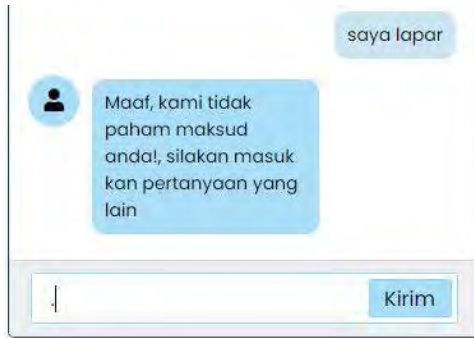 saya lapar
Maaf, kami tidak
paham maksud
anda!, silakan masuk
kan pertanyaan yang
lain
.
Kirim